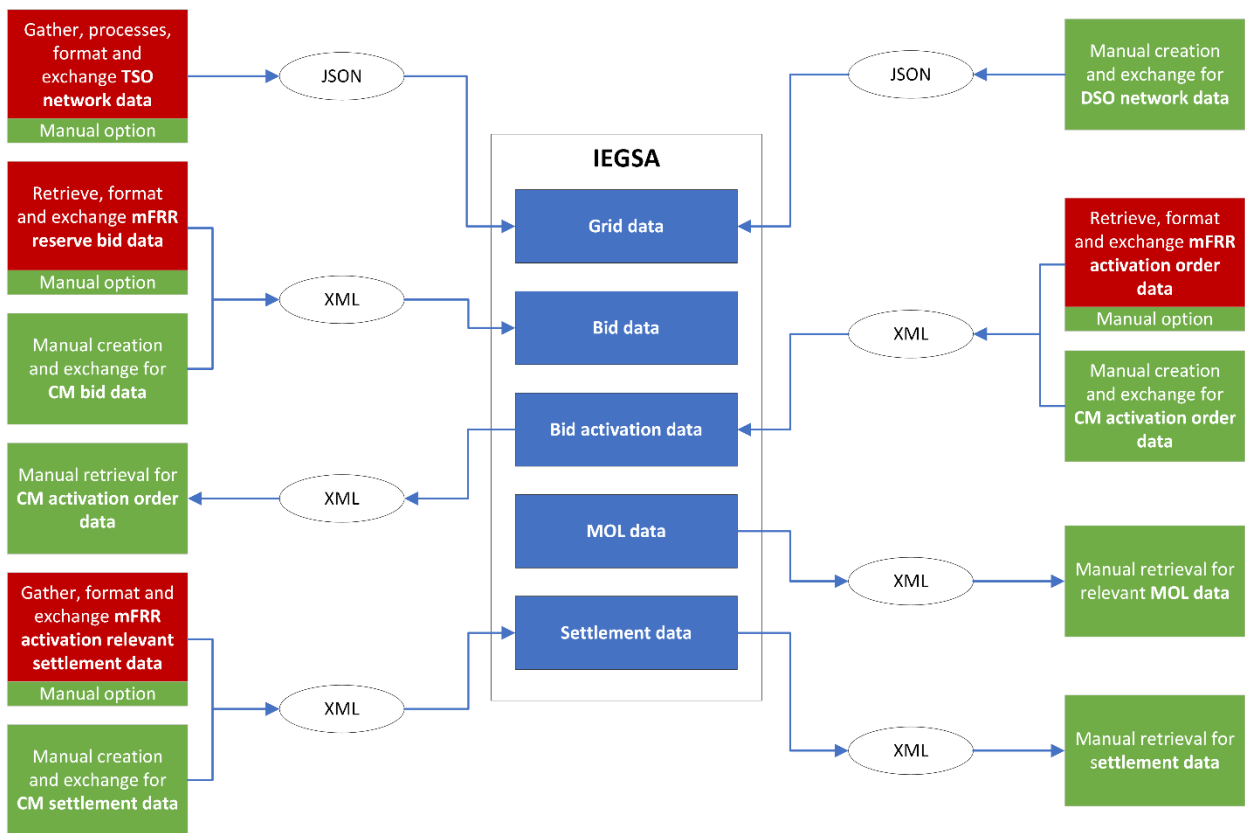 Gather, processes,
format and
exchange TSO
network data
Manual option
JSON
Retrieve, format
and exchange mFRR
reserve bid data
Manual option
XML
Manual creation
and exchange for
CM bid data
Manual retrieval for
CM activation order
data
XML
Gather, format and
exchange mFRR
activation relevant
settlement data
Manual option
XML
Manual creation
and exchange for
CM settlement data
IEGSA
Grid data
Bid data
Bid activation data
MOL data
Settlement data
JSON
Manual creation
and exchange for
DSO network data
XML
Retrieve, format
and exchange mFRR
activation order
data
Manual option
Manual creation
and exchange for
CM activation order
data
XML
Manual retrieval for
relevant MOL data
XML
Manual retrieval for
settlement data